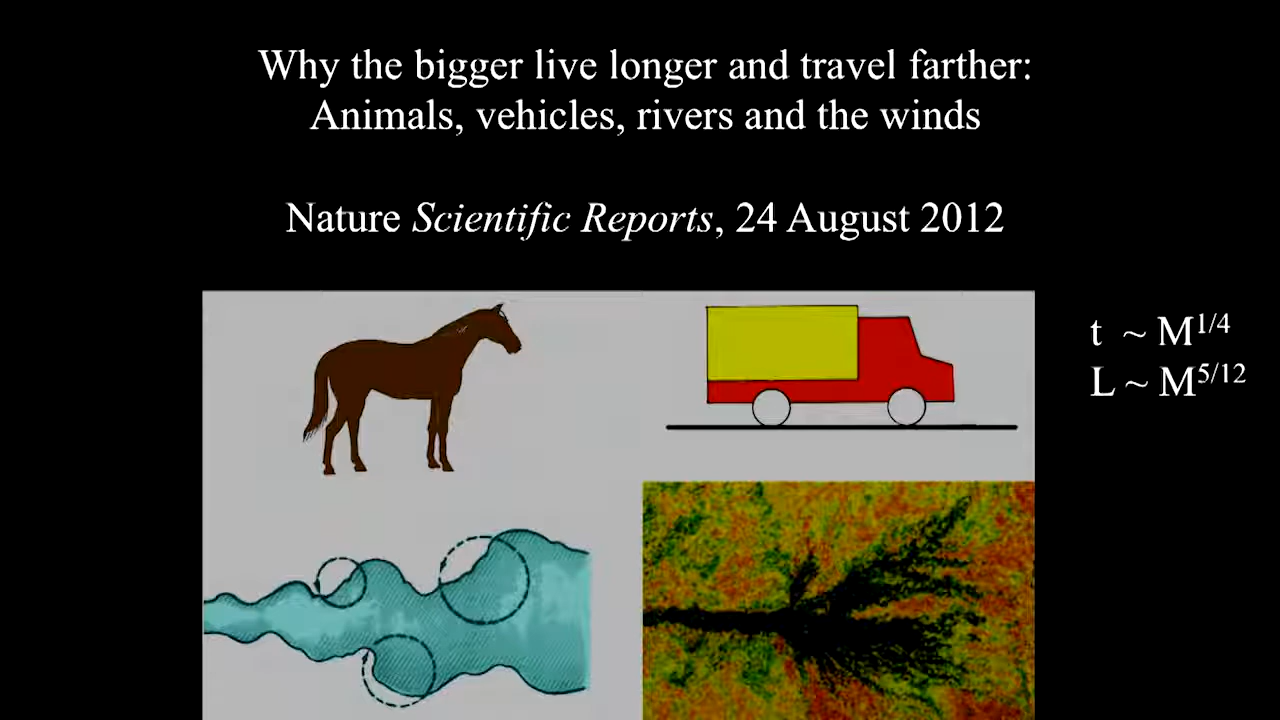 Why the bigger live longer and travel farther:
Animals, vehicles, rivers and the winds
Nature Scientific Reports, 24 August 2012
t ~ M^1/4
L ~ M^5/12